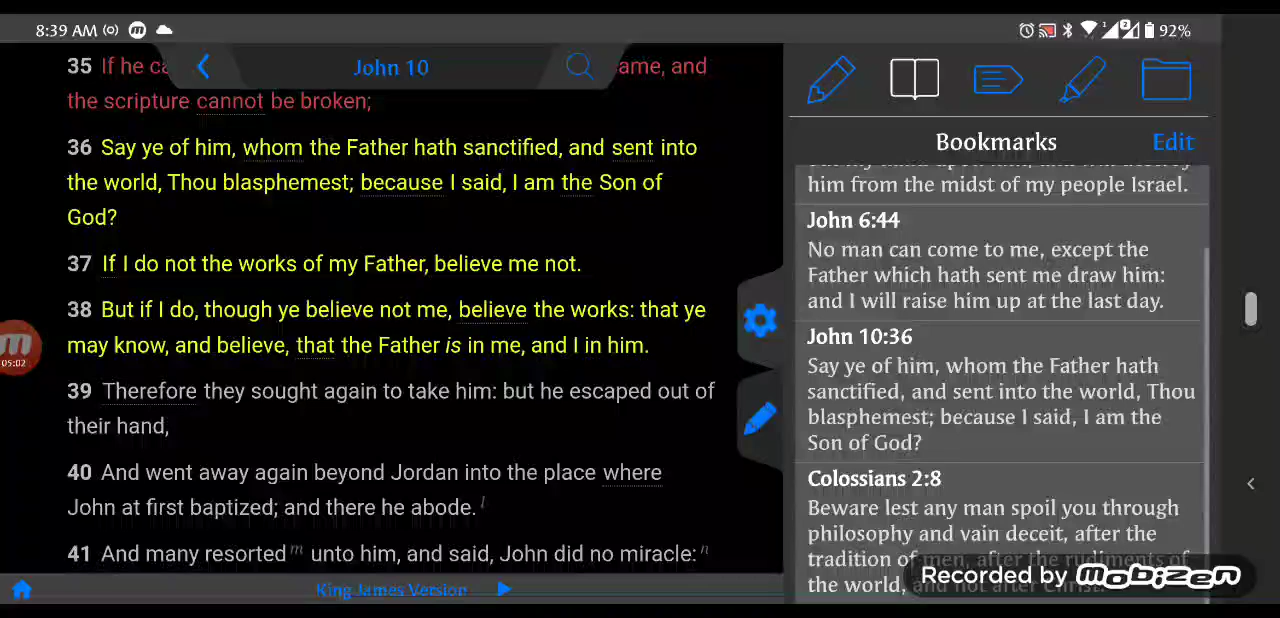 8:39 AM
92%
35 If he ca
John 10
ame, and
the scripture cannot be broken;
36 Say ye of him, whom the Father hath sanctified, and sent into
the world, Thou blasphemest; because I said, I am the Son of
God?
37 If I do not the works of my Father, believe me not.
38 But if I do, though ye believe not me, believe the works: that ye
may know, and believe, that the Father is in me, and I in him.
39 Therefore they sought again to take him: but he escaped out of
their hand,
40 And went away again beyond Jordan into the place where
John at first baptized; and there he abode. l
41 And many resorted m unto him, and said, John did no miracle: n
King James Version
05:02
Bookmarks
Edit
him from the midst of my people Israel.
John 6:44
No man can come to me, except the
Father which hath sent me draw him:
and I will raise him up at the last day.
John 10:36
Say ye of him, whom the Father hath
sanctified, and sent into the world, Thou
blasphemest; because I said, I am the
Son of God?
Colossians 2:8
Beware lest any man spoil you through
philosophy and vain deceit, after the
tradition of men, after the rudiments of
the world, and not after Christ.
Recorded by mobizen